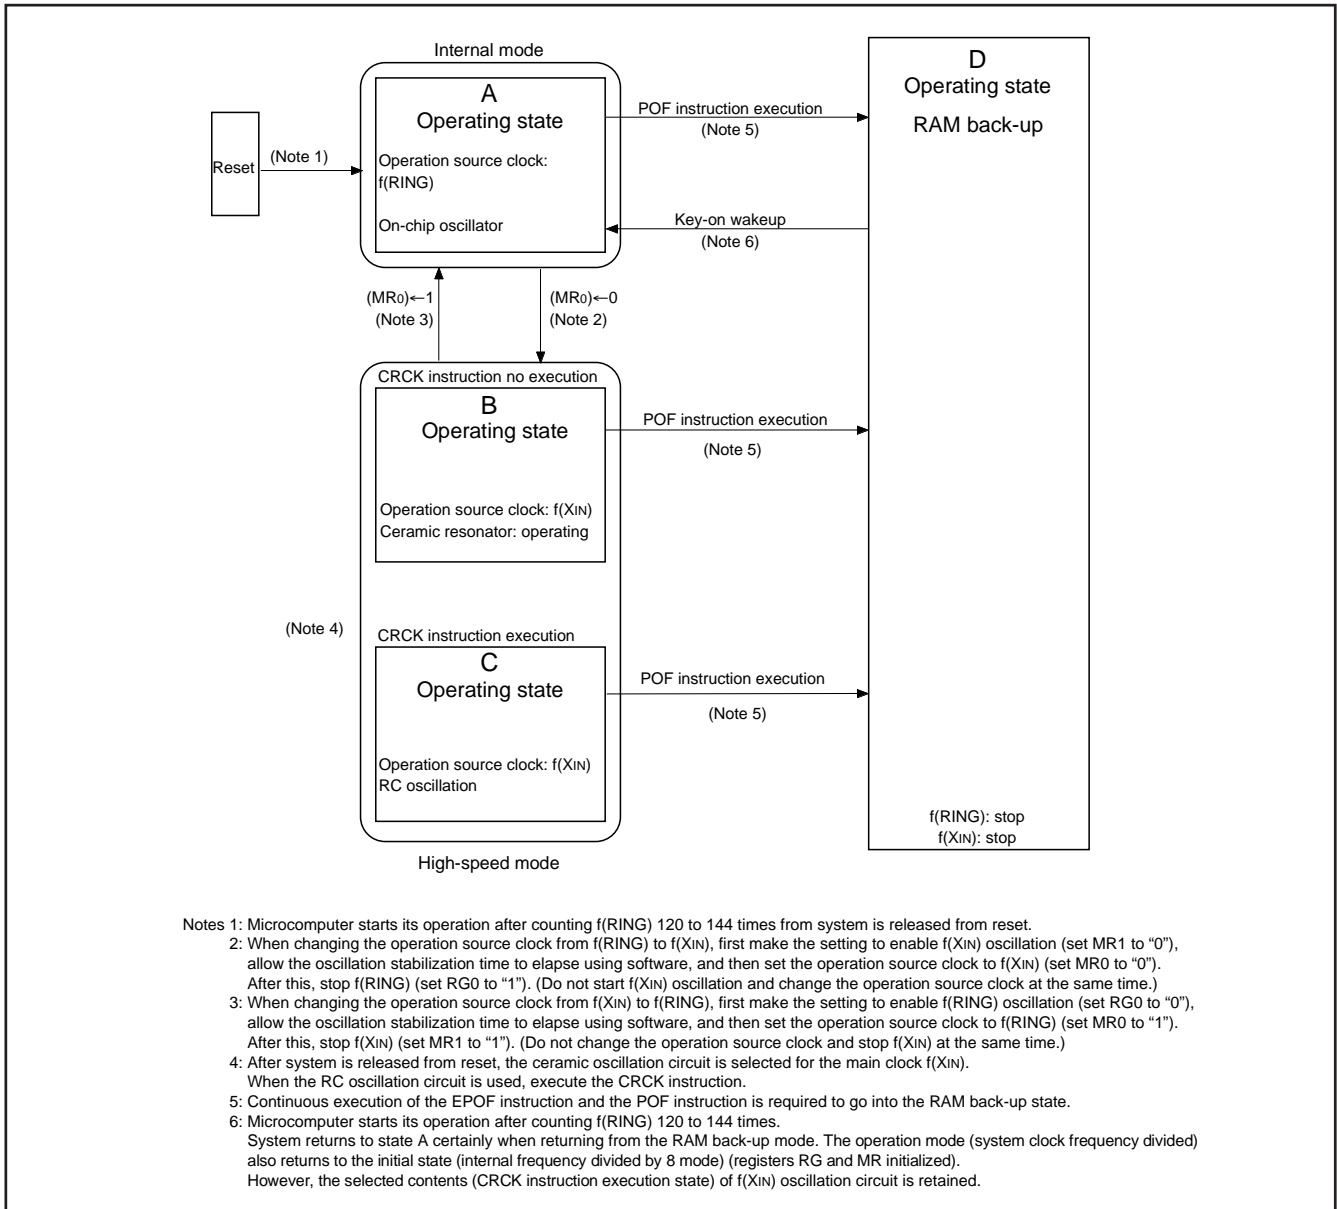 Internal mode
A
Operating state
Operation source clock:
f(RING)
On-chip oscillator
Reset
(Note 1)
POF instruction execution
(Note 5)
Key-on wakeup
(Note 6)
D
Operating state
RAM back-up
(MR0)←1
(Note 3)
(MR0)←0
(Note 2)
CRCK instruction no execution
B
Operating state
Operation source clock: f(XIN)
Ceramic resonator: operating
POF instruction execution
(Note 5)
(Note 4)
CRCK instruction execution
C
Operating state
Operation source clock: f(XIN)
RC oscillation
POF instruction execution
(Note 5)
f(RING): stop
f(XIN): stop
High-speed mode
Notes 1: Microcomputer starts its operation after counting f(RING) 120 to 144 times from system is released from reset.
2: When changing the operation source clock from f(RING) to f(XIN), first make the setting to enable f(XIN) oscillation (set MR1 to “0”),
allow the oscillation stabilization time to elapse using software, and then set the operation source clock to f(XIN) (set MR0 to “0”).
After this, stop f(RING) (set RG0 to “1”). (Do not start f(XIN) oscillation and change the operation source clock at the same time.)
3: When changing the operation source clock from f(XIN) to f(RING), first make the setting to enable f(RING) oscillation (set RG0 to “0”),
allow the oscillation stabilization time to elapse using software, and then set the operation source clock to f(RING) (set MR0 to “1”).
After this, stop f(XIN) (set MR1 to “1”). (Do not change the operation source clock and stop f(XIN) at the same time.)
4: After system is released from reset, the ceramic oscillation circuit is selected for the main clock f(XIN).
When the RC oscillation circuit is used, execute the CRCK instruction.
5: Continuous execution of the EPOF instruction and the POF instruction is required to go into the RAM back-up state.
6: Microcomputer starts its operation after counting f(RING) 120 to 144 times.
System returns to state A certainly when returning from the RAM back-up mode. The operation mode (system clock frequency divided)
also returns to the initial state (internal frequency divided by 8 mode) (registers RG and MR initialized).
However, the selected contents (CRCK instruction execution state) of f(XIN) oscillation circuit is retained.